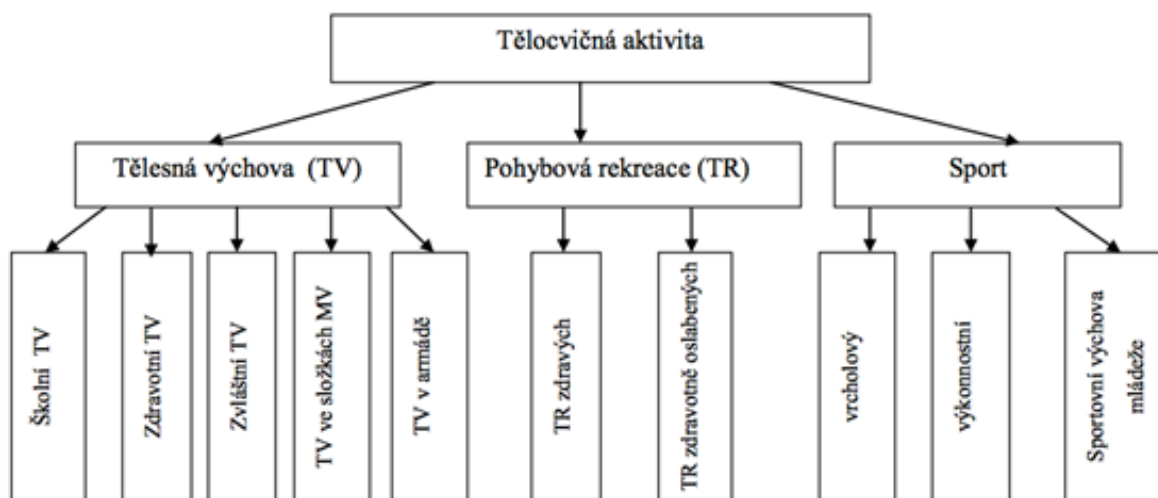 Tělocvičná aktivita
Tělesná výchova (TV)
Pohybová rekreace (TR)
Sport
Školní TV
Zdravotní TV
Zvláštní TV
TV ve složkách MV
TV v armádě
TR zdravých
TR zdravotně oslabených
vrcholový
výkonnostní
Sportovní výchova
mládeže